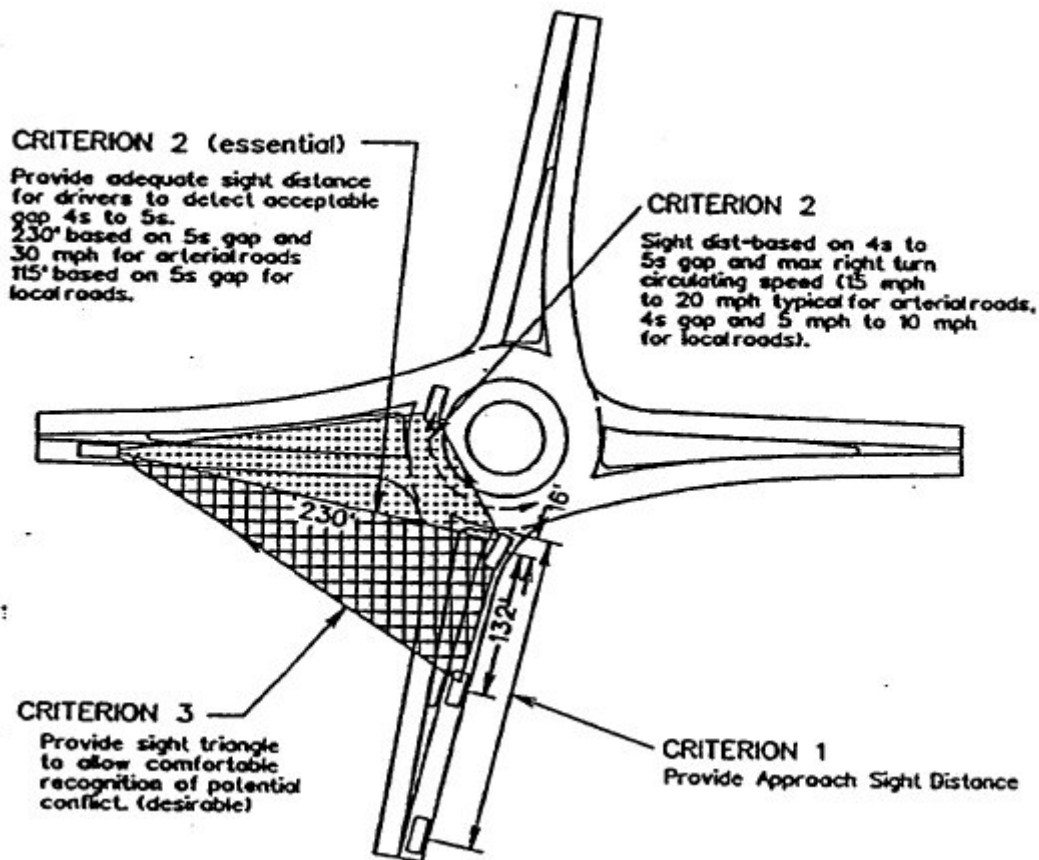 CRITERION 2 (essential)
Provide adequate sight distance
for drivers to detect acceptable
gap 4s to 5s.
230' based on 5s gap and
30 mph for arterial roads
115' based on 5s gap for
local roads.
CRITERION 2
Sight dist-based on 4s to
5s gap and max right turn
circulating speed (15 mph
to 20 mph typical for arterial roads,
4s gap and 5 mph to 10 mph
for local roads).
230'
16'
132'
CRITERION 3
Provide sight triangle
to allow comfortable
recognition of potential
conflict. (desirable)
CRITERION 1
Provide Approach Sight Distance